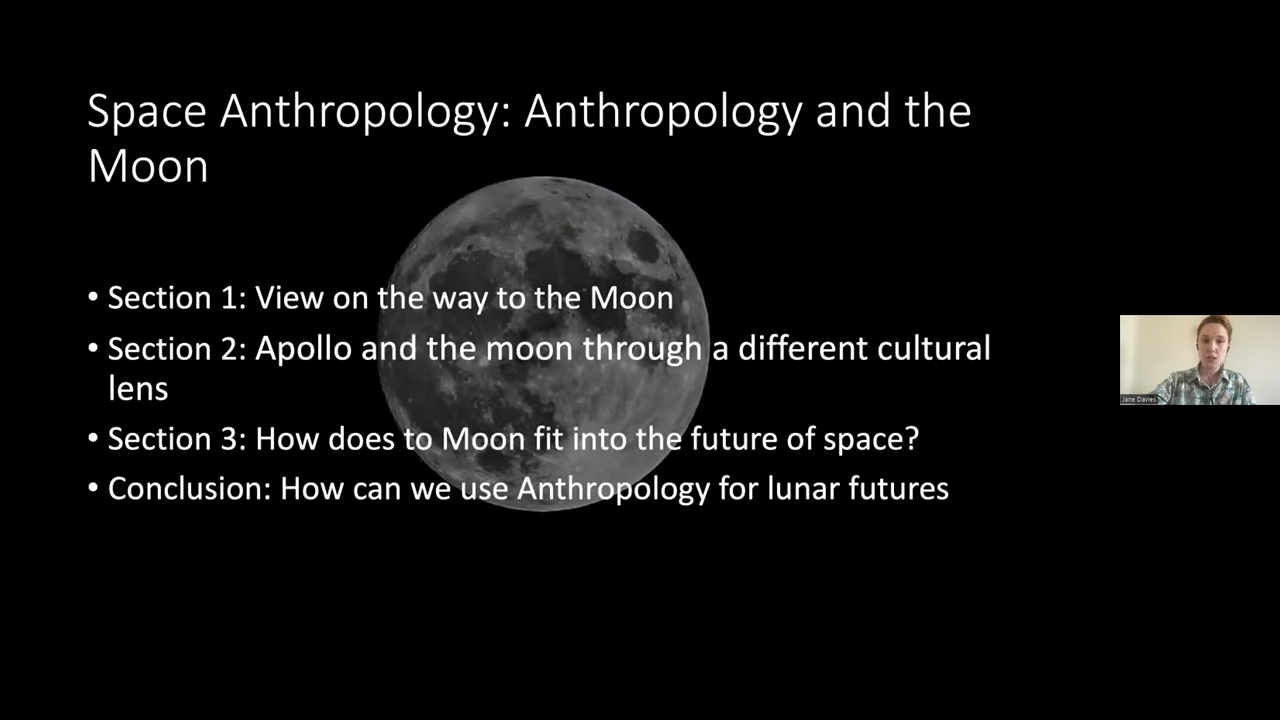 Space Anthropology: Anthropology and the
Moon
• Section 1: View on the way to the Moon
• Section 2: Apollo and the moon through a different cultural
lens
• Section 3: How does to Moon fit into the future of space?
• Conclusion: How can we use Anthropology for lunar futures
Jane Davies